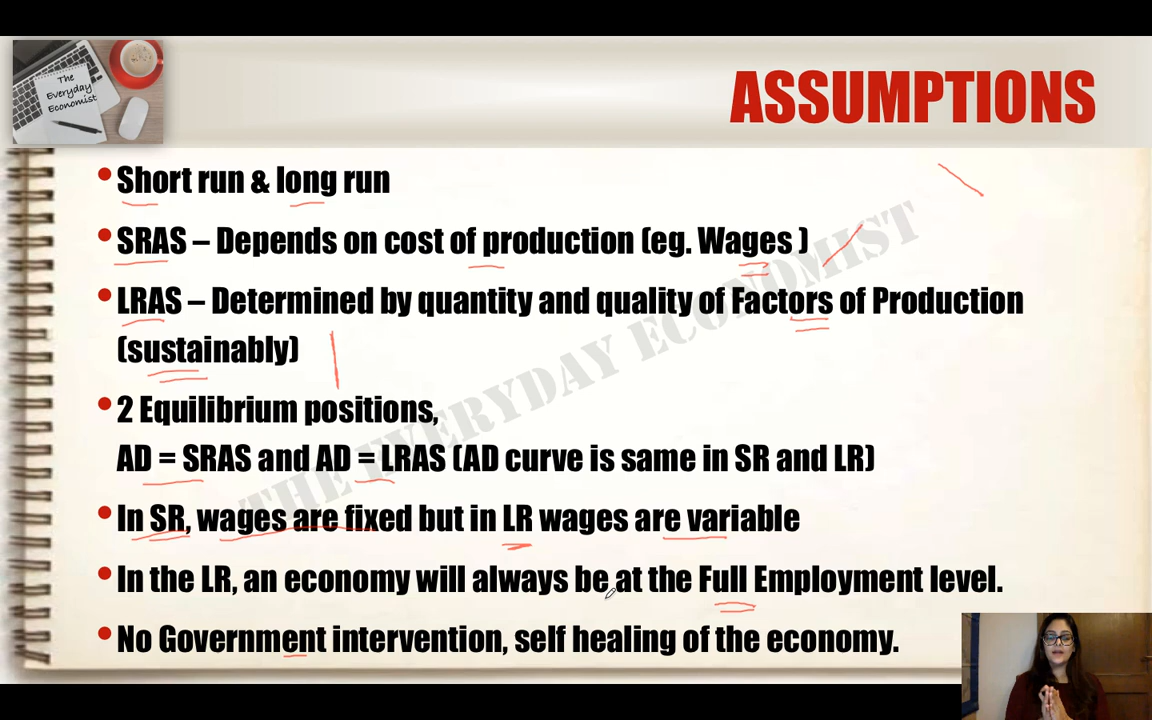 The
Everyday
Economist
ASSUMPTIONS
•Short run & long run
•SRAS – Depends on cost of production (eg. Wages )
•LRAS – Determined by quantity and quality of Factors of Production
(sustainably)
•2 Equilibrium positions,
AD = SRAS and AD = LRAS (AD curve is same in SR and LR)
•In SR, wages are fixed but in LR wages are variable
•In the LR, an economy will always be at the Full Employment level.
•No Government intervention, self healing of the economy.
THE EVERYDAY ECONOMIST